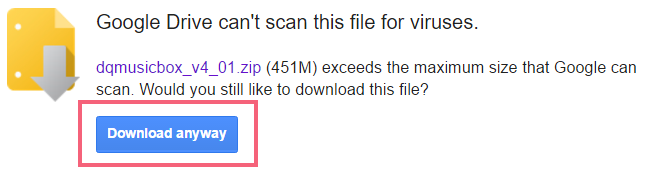 Google Drive can't scan this file for viruses.
dqmusicbox_v4_01.zip (451M) exceeds the maximum size that Google can
scan. Would you still like to download this file?
Download anyway